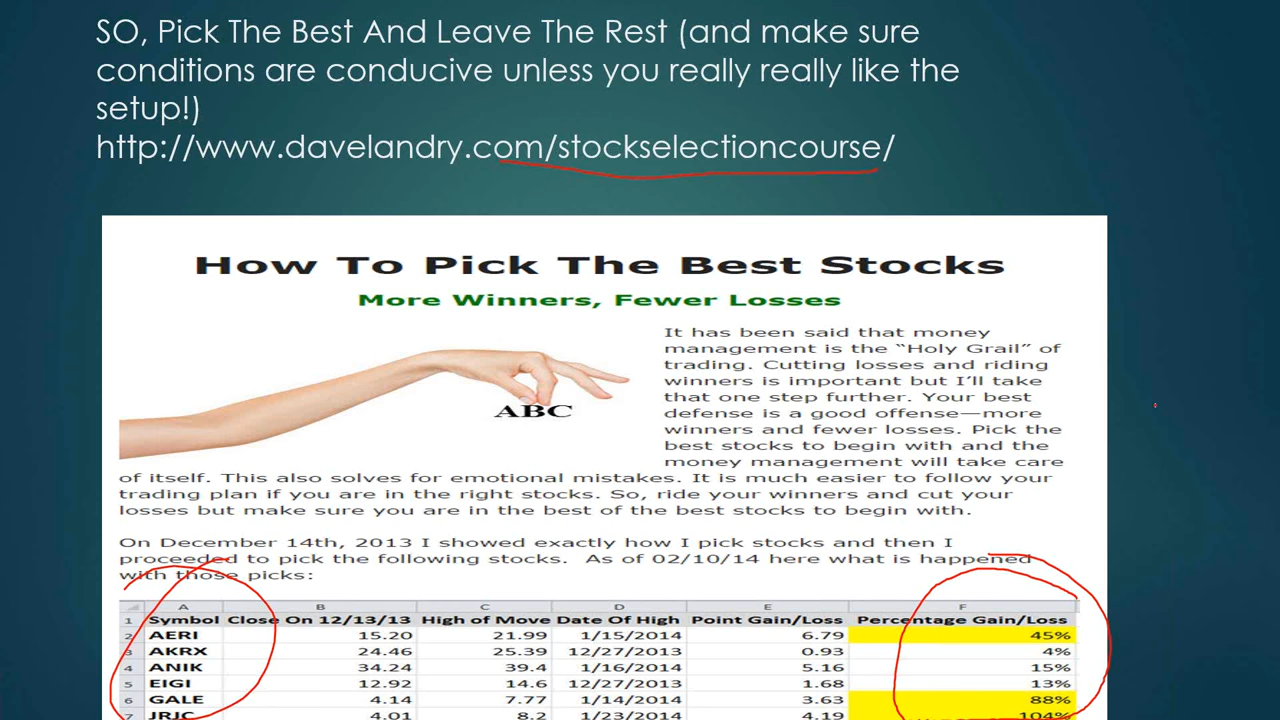 SO, Pick The Best And Leave The Rest (and make sure
conditions are conducive unless you really really like the
setup!)
http://www.davelandry.com/stockselectioncourse/
How To Pick The Best Stocks
More Winners, Fewer Losses
ABC
It has been said that money
management is the “Holy Grail” of
trading. Cutting losses and riding
winners is important but I’ll take
that one step further. Your best
defense is a good offense—more
winners and fewer losses. Pick the
best stocks to begin with and the
money management will take care
of itself. This also solves for emotional mistakes. It is much easier to follow your
trading plan if you are in the right stocks. So, ride your winners and cut your
losses but make sure you are in the best of the best stocks to begin with.
On December 14th, 2013 I showed exactly how I pick stocks and then I
proceeded to pick the following stocks. As of 02/10/14 here what is happened
with those picks:
A B C D E F
1 Symbol Close On 12/13/13 High of Move Date Of High Point Gain/Loss Percentage Gain/Loss
2 AERI 15.20 21.99 1/15/2014 6.79 45%
3 AKRX 24.46 25.39 12/27/2013 0.93 4%
4 ANIK 34.24 39.4 1/16/2014 5.16 15%
5 EIGI 12.92 14.6 12/27/2013 1.68 13%
6 GALE 4.14 7.77 1/14/2014 3.63 88%
7 JRJC 4.01 8.2 1/23/2014 4.19 104%